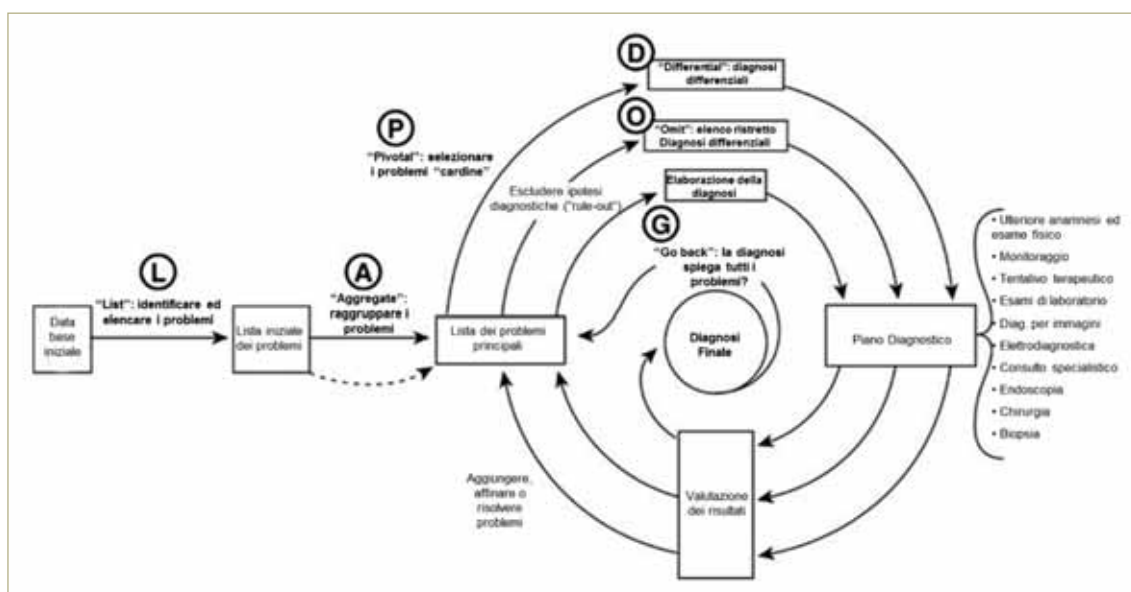 D
"Differential": diagnosi
differenziali
O
"Omit": elenco ristretto
Diagnosi differenziali
P
"Pivotal": selezionare
i problemi "cardine"
Escludere ipotesi
diagnostiche ("rule-out")
Elaborazione della
diagnosi
G
"Go back": la diagnosi
spiega tutti i
problemi?
L
"List": identificare ed
elencare i problemi
A
"Aggregate":
raggruppare i
problemi
Data
base
iniziale
Lista iniziale
dei problemi
Lista dei problemi
principali
Diagnosi
Finale
Piano Diagnostico
• Ulteriore anamnesi ed
esame fisico
• Monitoraggio
• Tentativo terapeutico
• Esami di laboratorio
• Diag. per immagini
• Elettrodiagnostica
• Consulto specialistico
• Endoscopia
• Chirurgia
• Biopsia
Aggiungere,
affinare o
risolvere
problemi
Valutazione
dei risultati